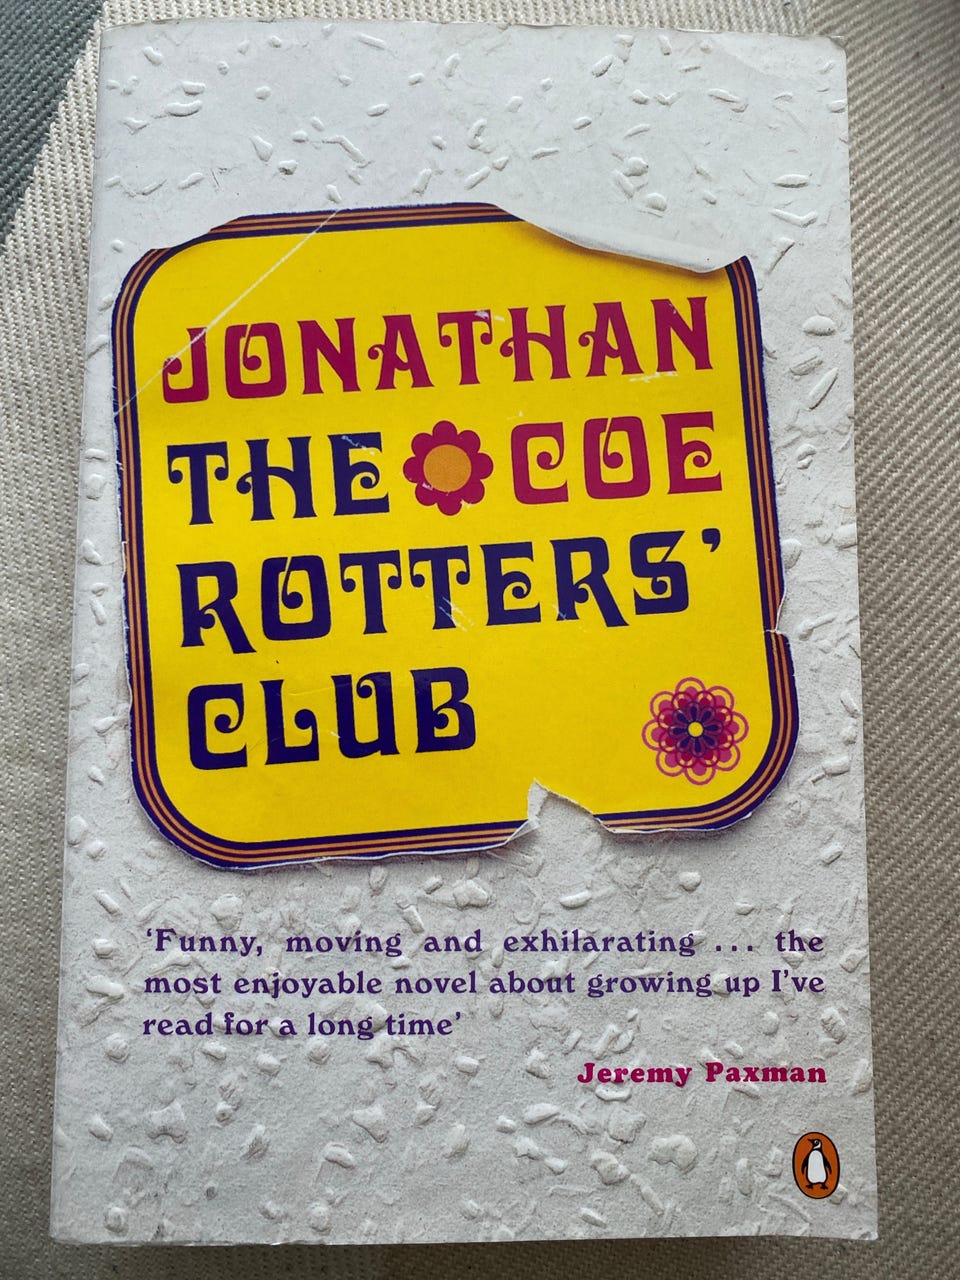 JONATHAN
THE COE
ROTTERS'
CLUB
‘Funny, moving and exhilarating ... the
most enjoyable novel about growing up I’ve
read for a long time’
Jeremy Paxman